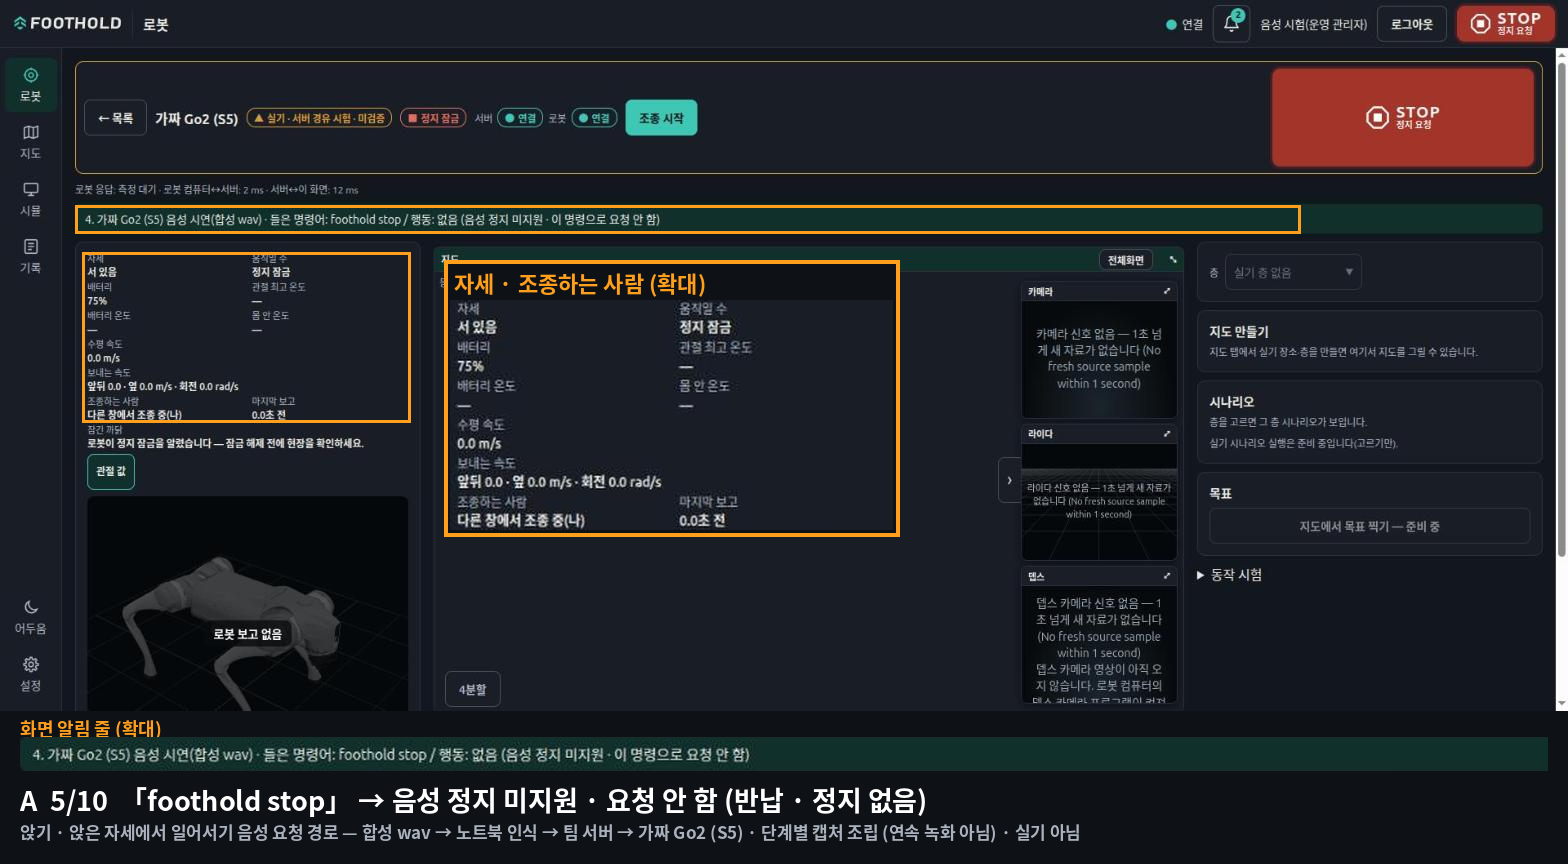 FOOTHOLD 로봇
연결 2 음성 시험(운영 관리자) 로그아웃 STOP 정지 요청
로봇
지도
시뮬
기록
어두움
설정
← 목록 가짜 Go2 (S5) ▲ 실기 · 서버 경유 시험 · 미검증 ■ 정지 잠금 서버 ● 연결 로봇 ● 연결 조종 시작
STOP
정지 요청
로봇 응답: 측정 대기 · 로봇 컴퓨터↔서버: 2 ms · 서버↔이 화면: 12 ms
4. 가짜 Go2 (S5) 음성 시연(합성 wav) · 들은 명령어: foothold stop / 행동: 없음 (음성 정지 미지원 · 이 명령으로 요청 안 함)
자세 움직일 수
서 있음 정지 잠금
배터리 관절 최고 온도
75% —
배터리 온도 몸 안 온도
— —
수평 속도
0.0 m/s
보내는 속도
앞뒤 0.0 · 옆 0.0 m/s · 회전 0.0 rad/s
조종하는 사람 마지막 보고
다른 창에서 조종 중(나) 0.0초 전
잠긴 까닭
로봇이 정지 잠금을 알렸습니다 — 잠금 해제 전에 현장을 확인하세요.
관절 값
로봇 보고 없음
전체화면
자세 · 조종하는 사람 (확대)
자세 움직일 수
서 있음 정지 잠금
배터리 관절 최고 온도
75% —
배터리 온도 몸 안 온도
— —
수평 속도
0.0 m/s
보내는 속도
앞뒤 0.0 · 옆 0.0 m/s · 회전 0.0 rad/s
조종하는 사람 마지막 보고
다른 창에서 조종 중(나) 0.0초 전
4분할
카메라
카메라 신호 없음 — 1초 넘
게 새 자료가 없습니다 (No
fresh source sample
within 1 second)
라이다
라이다 신호 없음 — 1초 넘게 새 자료가
없습니다 (No fresh source sample
within 1 second)
뎁스
뎁스 카메라 신호 없음 — 1
초 넘게 새 자료가 없습니다
(No fresh source sample
within 1 second)
뎁스 카메라 영상이 아직 오
지 않습니다. 로봇 컴퓨터의
뎁스 카메라 프로그램이 켜져
층 실기 층 없음
지도 만들기
지도 탭에서 실기 장소·층을 만들면 여기서 지도를 그릴 수 있습니다.
시나리오
층을 고르면 그 층 시나리오가 보입니다.
실기 시나리오 실행은 준비 중입니다(고르기만).
목표
지도에서 목표 찍기 — 준비 중
▶ 동작 시험
화면 알림 줄 (확대)
4. 가짜 Go2 (S5) 음성 시연(합성 wav) · 들은 명령어: foothold stop / 행동: 없음 (음성 정지 미지원 · 이 명령으로 요청 안 함)
A 5/10 「foothold stop」 → 음성 정지 미지원 · 요청 안 함 (반납 · 정지 없음)
앉기 · 앉은 자세에서 일어서기 음성 요청 경로 — 합성 wav → 노트북 인식 → 팀 서버 → 가짜 Go2 (S5) · 단계별 캡처 조립 (연속 녹화 아님) · 실기 아님